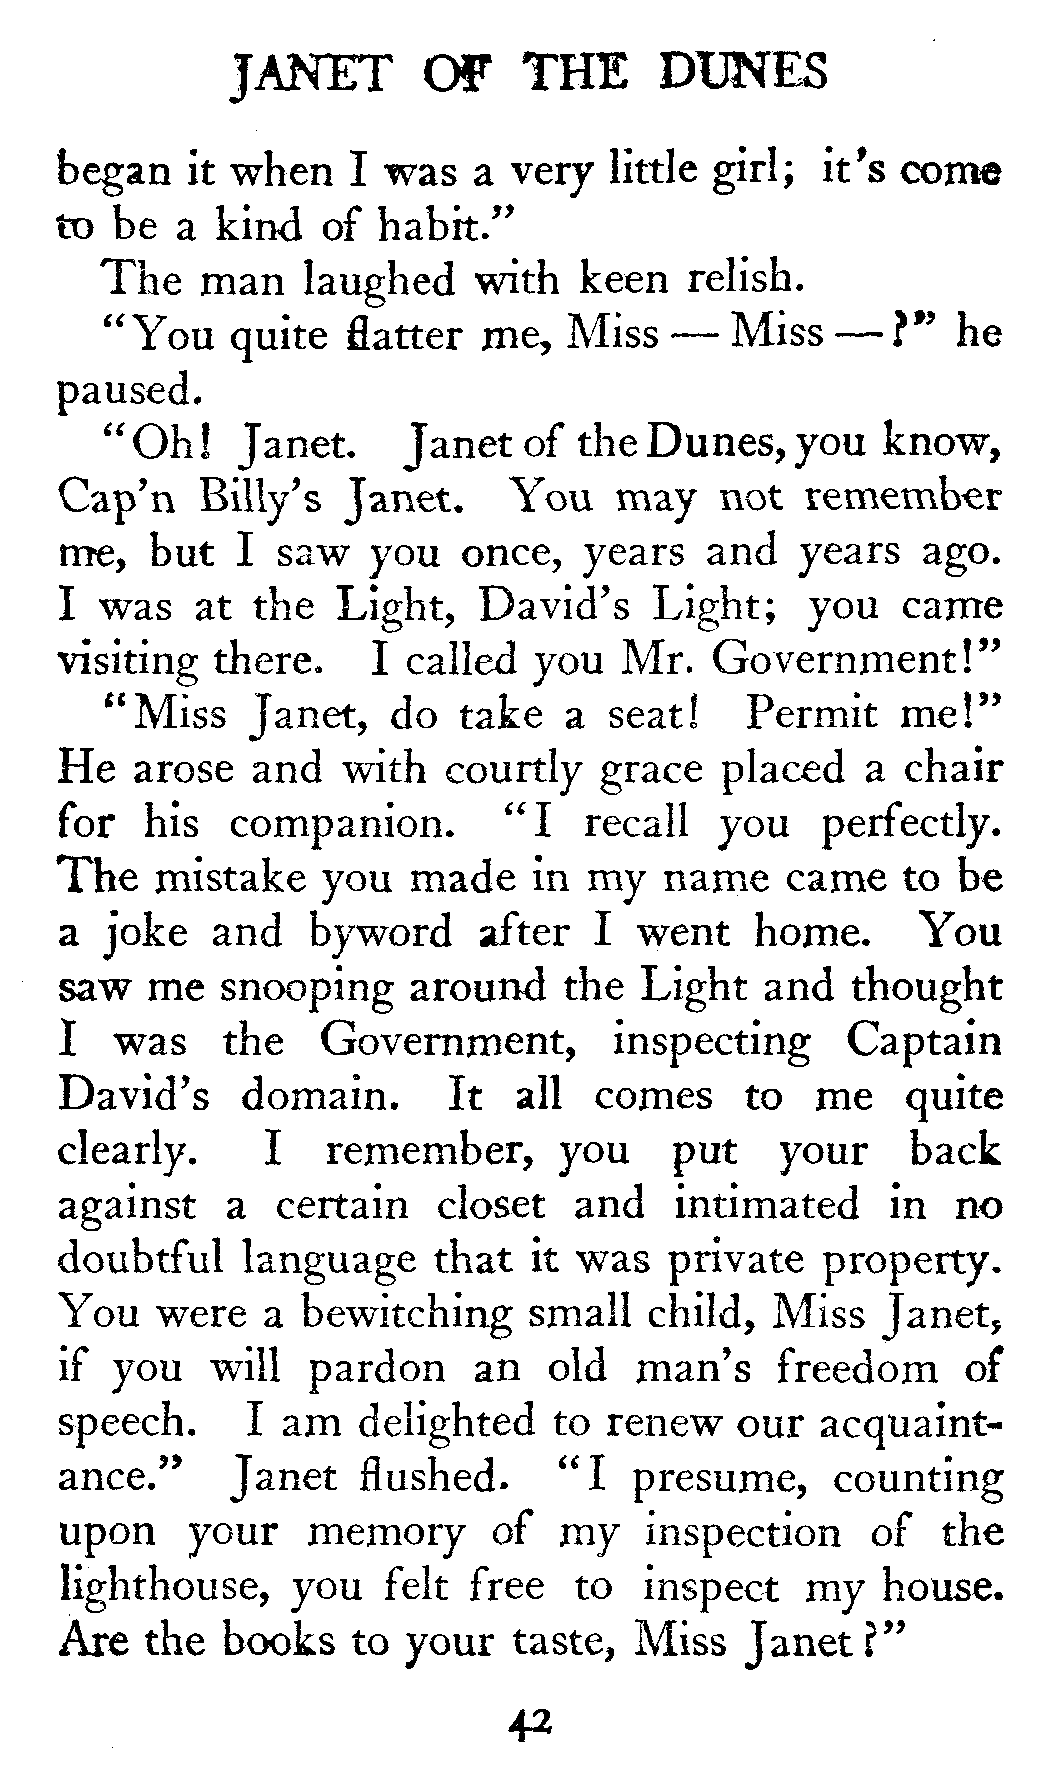 JANET OF THE DUNES
began it when I was a very little girl; it's come
to be a kind of habit.”
The man laughed with keen relish.
“You quite flatter me, Miss — Miss — ?” he
paused.
“Oh! Janet. Janet of the Dunes, you know,
Cap'n Billy's Janet. You may not remember
me, but I saw you once, years and years ago.
I was at the Light, David's Light; you came
visiting there. I called you Mr. Government!”
“Miss Janet, do take a seat! Permit me!”
He arose and with courtly grace placed a chair
for his companion. “I recall you perfectly.
The mistake you made in my name came to be
a joke and byword after I went home. You
saw me snooping around the Light and thought
I was the Government, inspecting Captain
David's domain. It all comes to me quite
clearly. I remember, you put your back
against a certain closet and intimated in no
doubtful language that it was private property.
You were a bewitching small child, Miss Janet,
if you will pardon an old man's freedom of
speech. I am delighted to renew our acquaint-
ance.” Janet flushed. “I presume, counting
upon your memory of my inspection of the
lighthouse, you felt free to inspect my house.
Are the books to your taste, Miss Janet?”
42